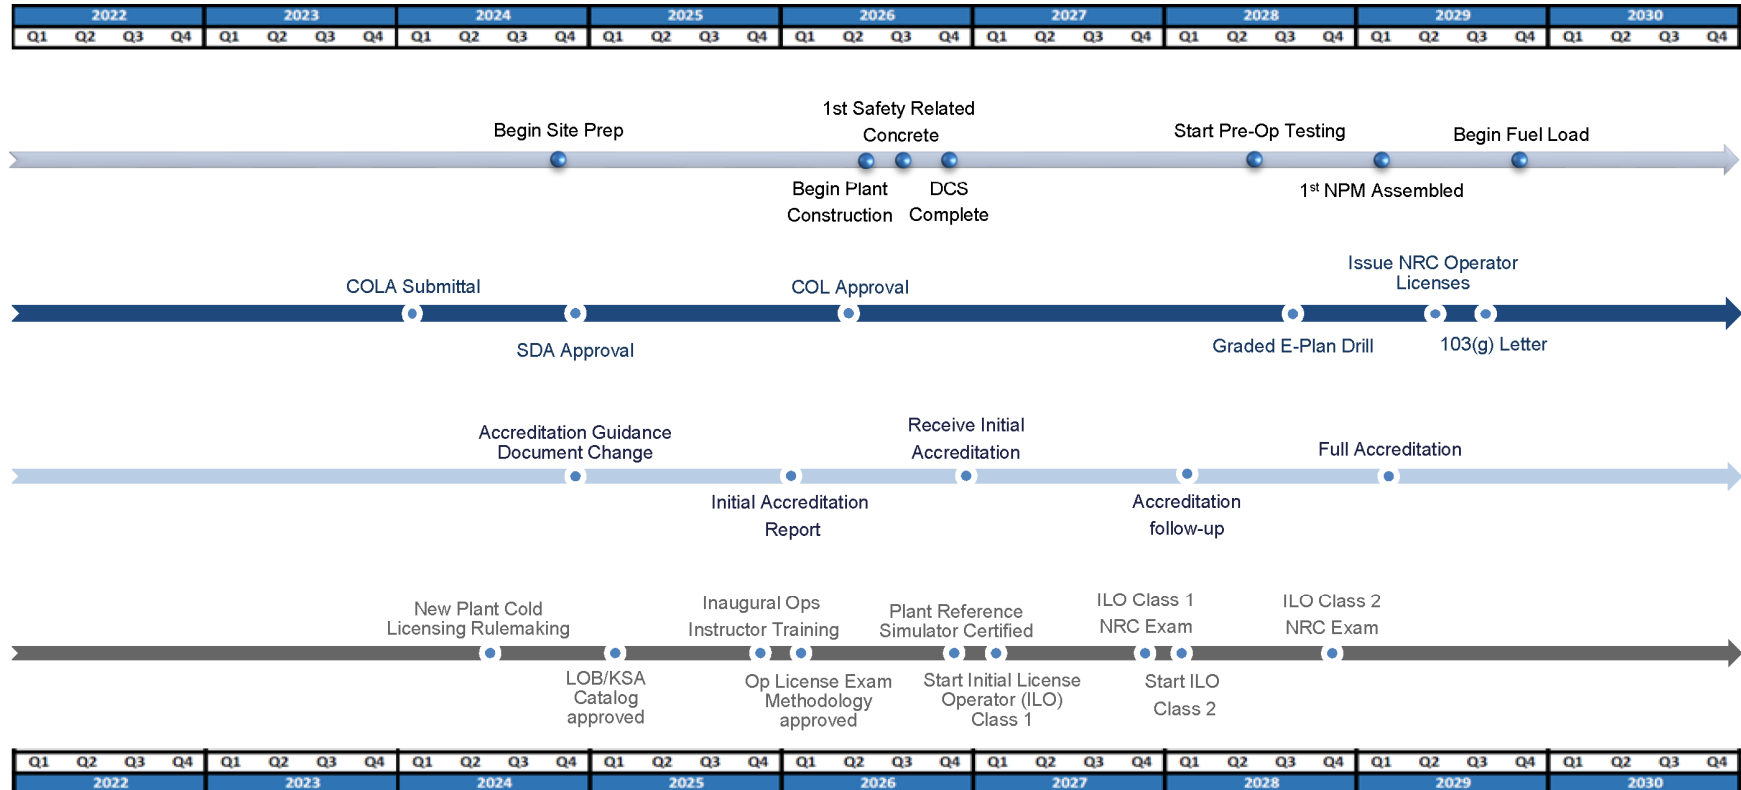 2022 2023 2024 2025 2026 2027 2028 2029 2030
Q1 Q2 Q3 Q4 Q1 Q2 Q3 Q4 Q1 Q2 Q3 Q4 Q1 Q2 Q3 Q4 Q1 Q2 Q3 Q4 Q1 Q2 Q3 Q4 Q1 Q2 Q3 Q4 Q1 Q2 Q3 Q4 Q1 Q2 Q3 Q4
Begin Site Prep
1st Safety Related
Concrete
Start Pre-Op Testing
Begin Fuel Load
Begin Plant
Construction
DCS
Complete
1st NPM Assembled
COLA Submittal
COL Approval
Issue NRC Operator
Licenses
SDA Approval
Graded E-Plan Drill
103(g) Letter
Accreditation Guidance
Document Change
Receive Initial
Accreditation
Full Accreditation
Initial Accreditation
Report
Accreditation
follow-up
New Plant Cold
Licensing Rulemaking
Inaugural Ops
Instructor Training
Plant Reference
Simulator Certified
ILO Class 1
NRC Exam
ILO Class 2
NRC Exam
LOB/KSA
Catalog
approved
Op License Exam
Methodology
approved
Start Initial License
Operator (ILO)
Class 1
Start ILO
Class 2
Q1 Q2 Q3 Q4 Q1 Q2 Q3 Q4 Q1 Q2 Q3 Q4 Q1 Q2 Q3 Q4 Q1 Q2 Q3 Q4 Q1 Q2 Q3 Q4 Q1 Q2 Q3 Q4 Q1 Q2 Q3 Q4 Q1 Q2 Q3 Q4
2022 2023 2024 2025 2026 2027 2028 2029 2030